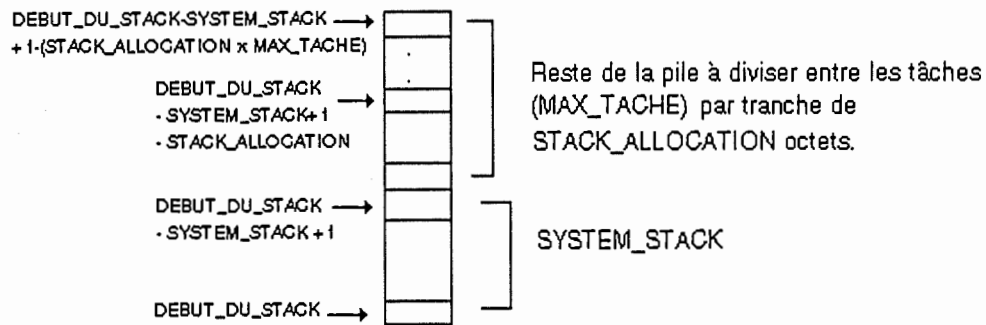 DEBUT_DU_STACK-SYSTEM_STACK
+ 1-(STACK_ALLOCATION x MAX_TACHE)
DEBUT_DU_STACK
- SYSTEM_STACK+1
- STACK_ALLOCATION
Reste de la pile à diviser entre les tâches
(MAX_TACHE) par tranche de
STACK_ALLOCATION octets.
DEBUT_DU_STACK
- SYSTEM_STACK + 1
SYSTEM_STACK
DEBUT_DU_STACK